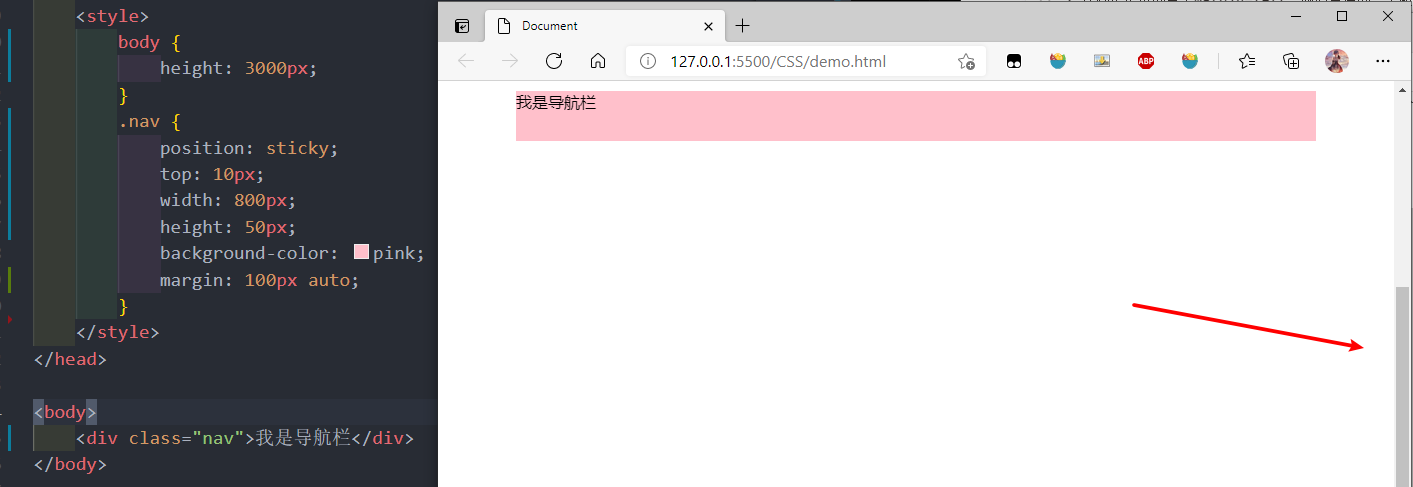 <style>
body {
height: 3000px;
}
.nav {
position: sticky;
top: 10px;
width: 800px;
height: 50px;
background-color: pink;
margin: 100px auto;
}
</style>
</head>
<body>
<div class="nav">我是导航栏</div>
</body>
Document
127.0.0.1:5500/CSS/demo.html
ABP
我是导航栏